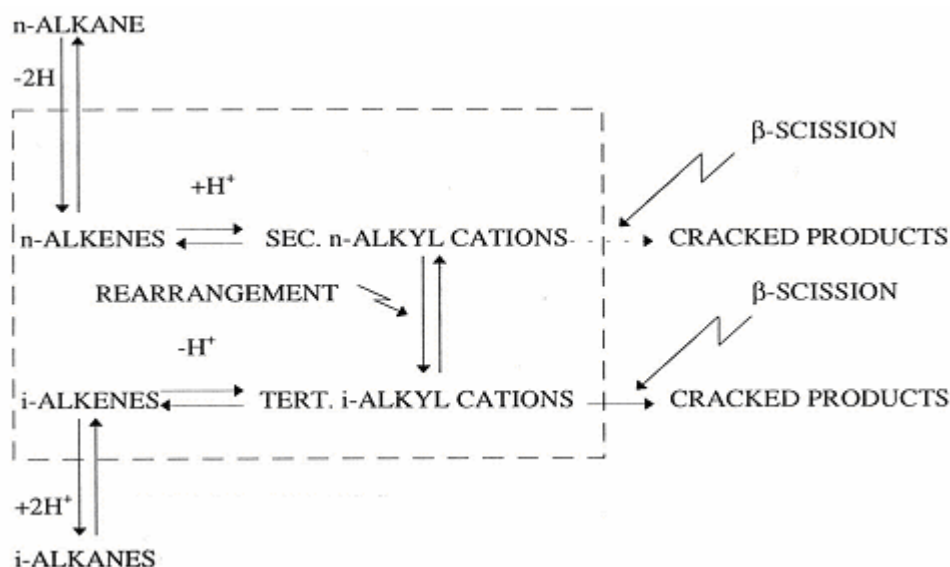 n-ALKANE
-2H
β-SCISSION
+H⁺
n-ALKENES SEC. n-ALKYL CATIONS CRACKED PRODUCTS
REARRANGEMENT
β-SCISSION
-H⁺
i-ALKENES TERT. i-ALKYL CATIONS CRACKED PRODUCTS
+2H⁺
i-ALKANES